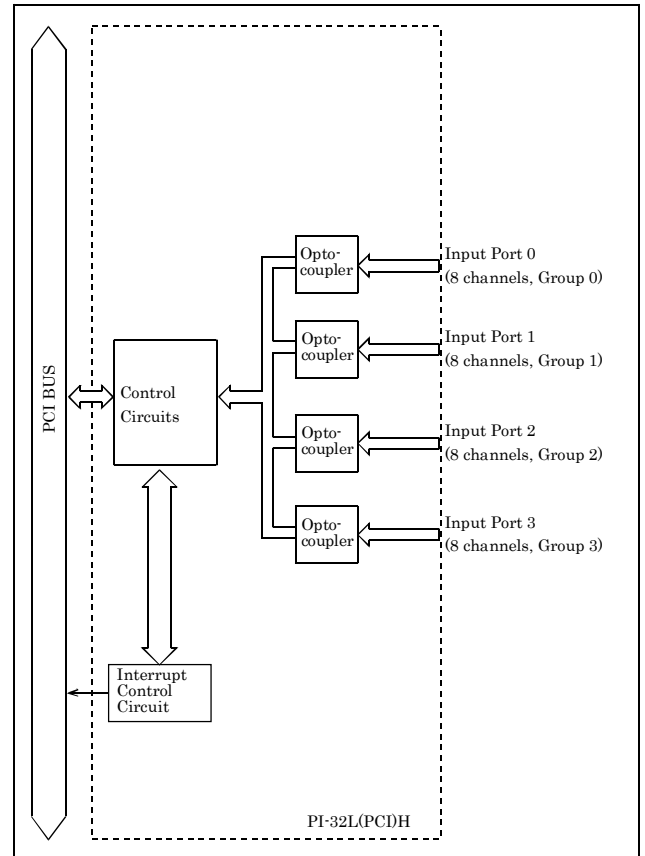 PCI BUS
Opto-
coupler
Input Port 0
(8 channels, Group 0)
Opto-
coupler
Input Port 1
(8 channels, Group 1)
Control
Circuits
Opto-
coupler
Input Port 2
(8 channels, Group 2)
Opto-
coupler
Input Port 3
(8 channels, Group 3)
Interrupt
Control
Circuit
PI-32L(PCI)H